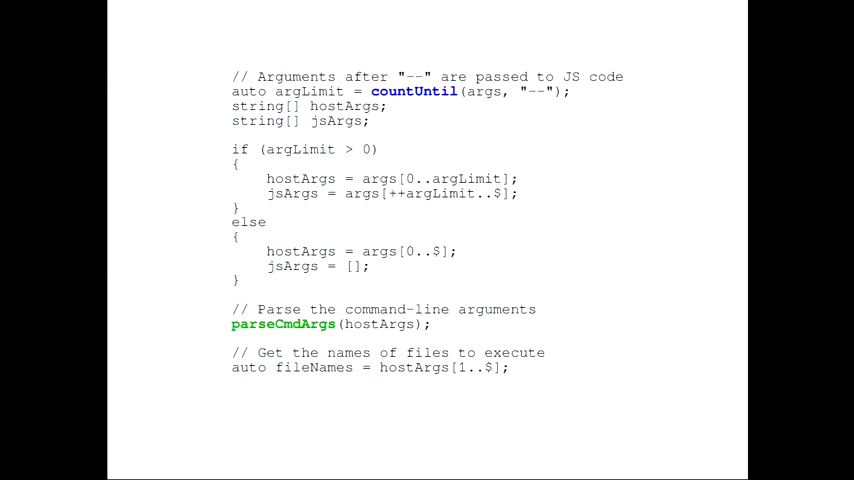 // Arguments after "--" are passed to JS code
auto argLimit = countUntil(args, "--");
string[] hostArgs;
string[] jsArgs;
if (argLimit > 0)
{
    hostArgs = args[0..argLimit];
    jsArgs = args[++argLimit..$];
}
else
{
    hostArgs = args[0..$];
    jsArgs = [];
}
// Parse the command-line arguments
parseCmdArgs(hostArgs);
// Get the names of files to execute
auto fileNames = hostArgs[1..$];